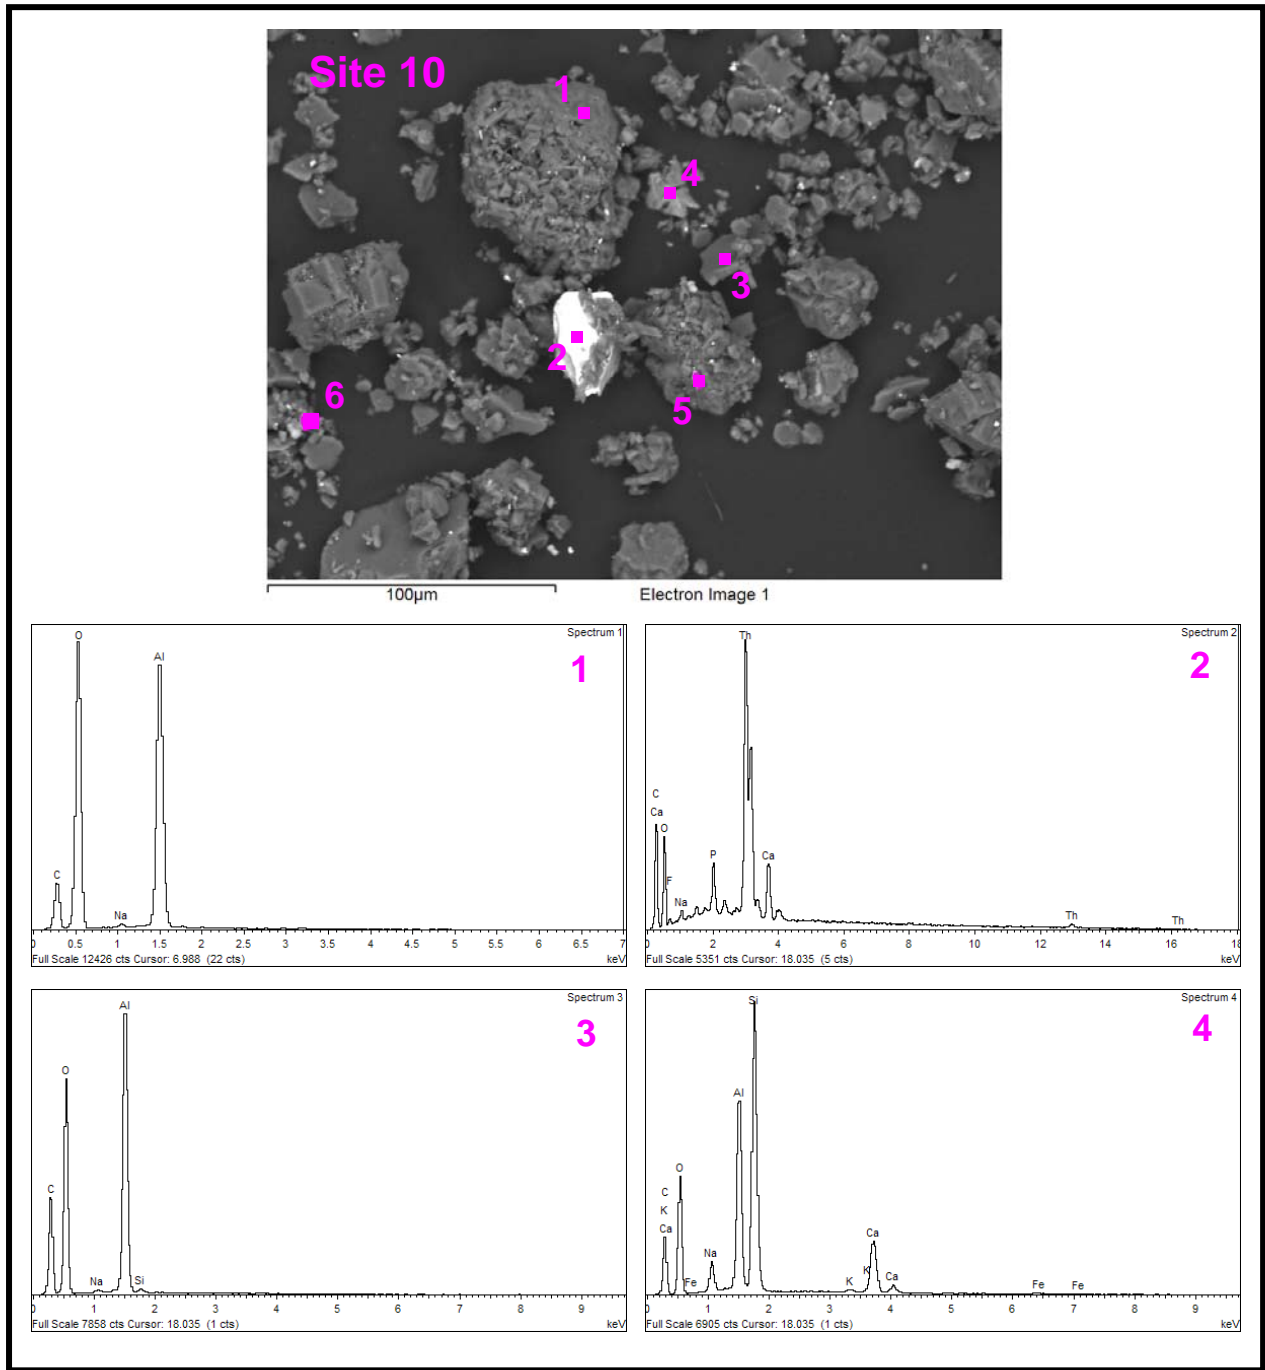 Site 10
1
4
3
2
5
6
100µm Electron Image 1
Spectrum 1
1
O
Al
C
Na
0 0.5 1 1.5 2 2.5 3 3.5 4 4.5 5 5.5 6 6.5 7
Full Scale 12426 cts Cursor: 6.988 (22 cts) keV
Spectrum 2
2
Th
C
Ca
O
F
Na
P
Ca
Th
Th
0 2 4 6 8 10 12 14 16 18
Full Scale 5351 cts Cursor: 18.035 (5 cts) keV
Spectrum 3
3
Al
O
C
Na
Si
0 1 2 3 4 5 6 7 8 9
Full Scale 7858 cts Cursor: 18.035 (1 cts) keV
Spectrum 4
4
Si
Al
O
C
K
Ca
Fe
Na
Ca
K
K
Ca
Fe
Fe
0 1 2 3 4 5 6 7 8 9
Full Scale 6905 cts Cursor: 18.035 (1 cts) keV